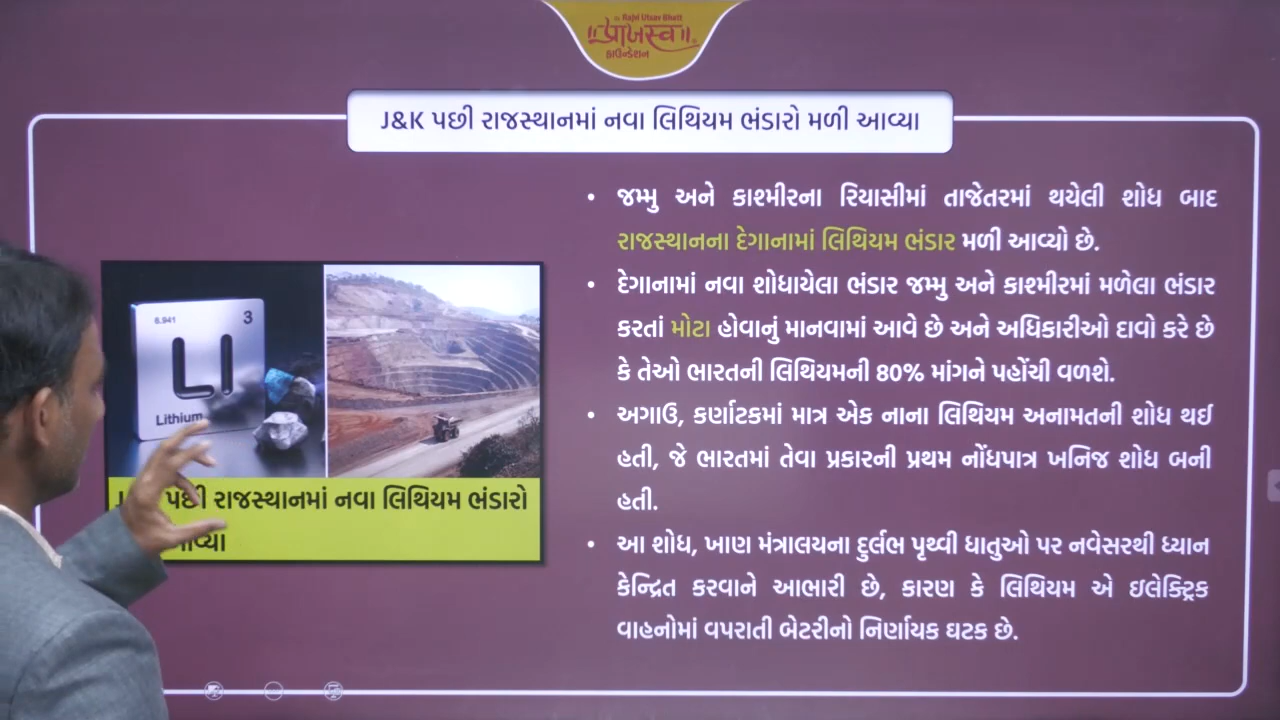 Rajni Utsav Bhatt
ફાઉન્ડેશન
J&K પછી રાજસ્થાનમાં નવા લિથિયમ ભંડારો મળી આવ્યા
જમ્મુ અને કાશ્મીરના રિયાસીમાં તાજેતરમાં થયેલી શોધ બાદ
રાજસ્થાનના દેગાનામાં લિથિયમ ભંડાર મળી આવ્યો છે.
દેગાનામાં નવા શોધાયેલા ભંડાર જમ્મુ અને કાશ્મીરમાં મળેલા ભંડાર
કરતાં મોટા હોવાનું માનવામાં આવે છે અને અધિકારીઓ દાવો કરે છે
કે તેઓ ભારતની લિથિયમની 80% માંગને પહોંચી વળશે.
અગાઉ, કર્ણાટકમાં માત્ર એક નાના લિથિયમ અનામતની શોધ થઈ
હતી, જે ભારતમાં તેવા પ્રકારની પ્રથમ નોંધપાત્ર ખનિજ શોધ બની
હતી.
આ શોધ, ખાણ મંત્રાલયના દુર્લભ પૃથ્વી ધાતુઓ પર નવેસરથી ધ્યાન
કેન્દ્રિત કરવાને આભારી છે, કારણ કે લિથિયમ એ ઇલેક્ટ્રિક
વાહનોમાં વપરાતી બેટરીનો નિર્ણાયક ઘટક છે.
6.941 3
Li
Lithium
પછી રાજસ્થાનમાં નવા લિથિયમ ભંડારો